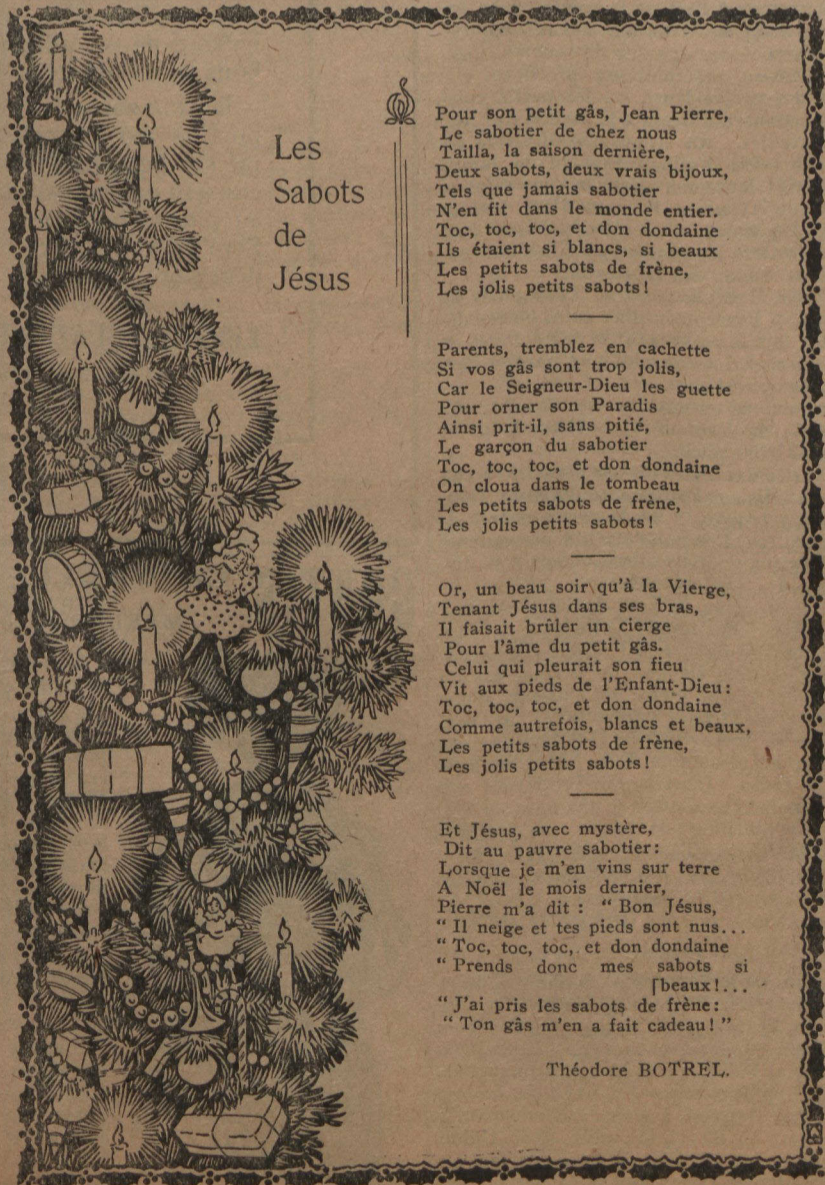 Les
Sabots
de
Jésus
Pour son petit gâs, Jean Pierre,
Le sabotier de chez nous
Tailla, la saison dernière,
Deux sabots, deux vrais bijoux,
Tels que jamais sabotier
N'en fit dans le monde entier.
Toc, toc, toc, et don dondaine
Ils étaient si blancs, si beaux
Les petits sabots de frène,
Les jolis petits sabots!
Parents, tremblez en cachette
Si vos gâs sont trop jolis,
Car le Seigneur-Dieu les guette
Pour orner son Paradis
Ainsi prit-il, sans pitié,
Le garçon du sabotier
Toc, toc, toc, et don dondaine
On cloua dans le tombeau
Les petits sabots de frène,
Les jolis petits sabots!
Or, un beau soir qu'à la Vierge,
Tenant Jésus dans ses bras,
Il faisait brûler un cierge
Pour l'âme du petit gâs.
Celui qui pleurait son fieu
Vit aux pieds de l'Enfant-Dieu:
Toc, toc, toc, et don dondaine
Comme autrefois, blancs et beaux,
Les petits sabots de frène,
Les jolis petits sabots!
Et Jésus, avec mystère,
Dit au pauvre sabotier:
Lorsque je m'en vins sur terre
A Noël le mois dernier,
Pierre m'a dit : " Bon Jésus,
" Il neige et tes pieds sont nus...
" Toc, toc, toc, et don dondaine
" Prends donc mes sabots si
[beaux!...
" J'ai pris les sabots de frène:
" Ton gâs m'en a fait cadeau! "
Théodore BOTREL.